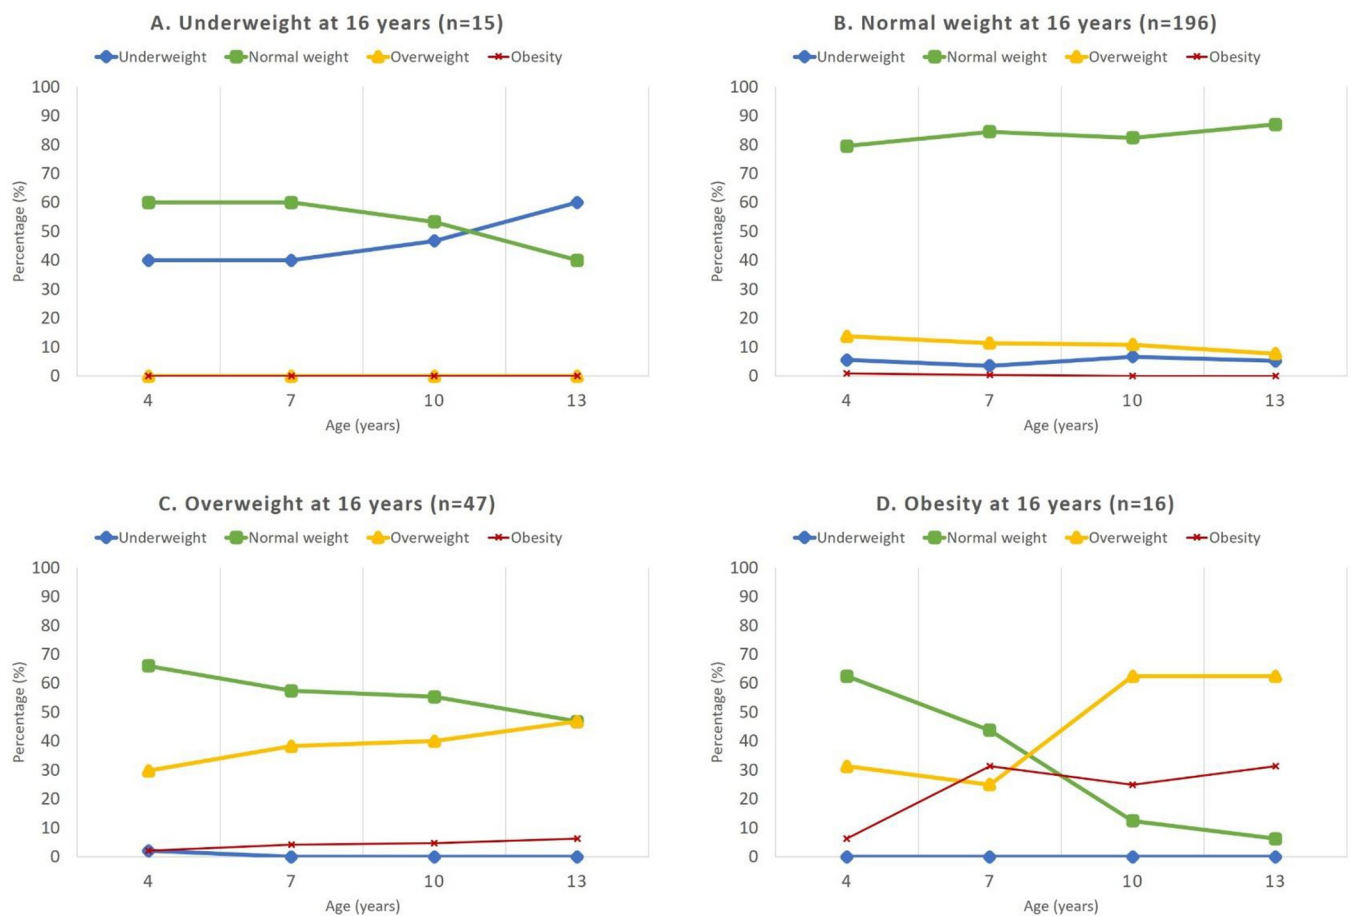 A. Underweight at 16 years (n=15)
Underweight Normal weight Overweight Obesity
100
90
80
70
60
50
40
30
20
10
0
Percentage (%)
4 7 10 13
Age (years)
B. Normal weight at 16 years (n=196)
Underweight Normal weight Overweight Obesity
100
90
80
70
60
50
40
30
20
10
0
Percentage (%)
4 7 10 13
Age (years)
C. Overweight at 16 years (n=47)
Underweight Normal weight Overweight Obesity
100
90
80
70
60
50
40
30
20
10
0
Percentage (%)
4 7 10 13
Age (years)
D. Obesity at 16 years (n=16)
Underweight Normal weight Overweight Obesity
100
90
80
70
60
50
40
30
20
10
0
Percentage (%)
4 7 10 13
Age (years)